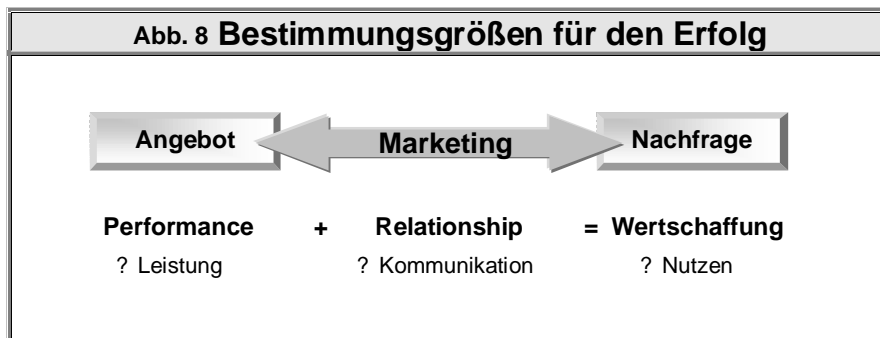 Abb. 8 Bestimmungsgrößen für den Erfolg
Angebot Marketing Nachfrage
Performance + Relationship = Wertschaffung
? Leistung ? Kommunikation ? Nutzen